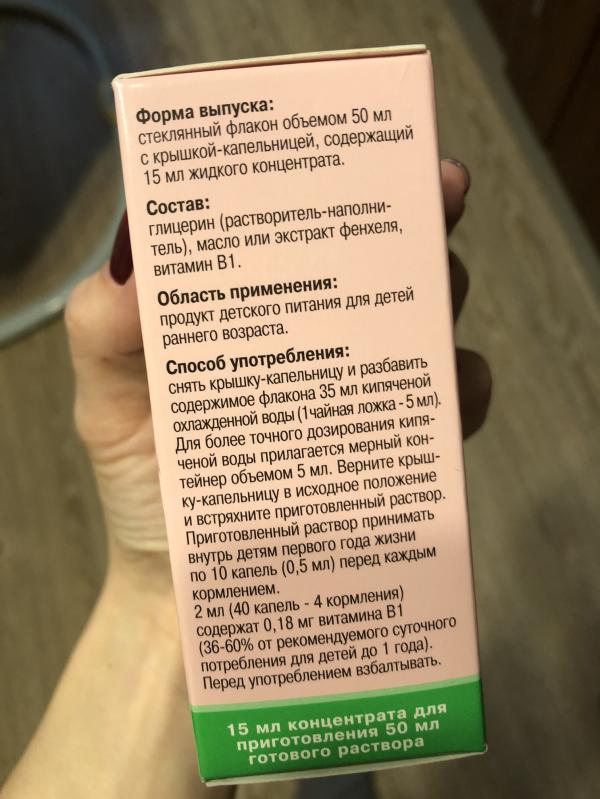 Форма выпуска:
стеклянный флакон объемом 50 мл
с крышкой-капельницей, содержащий
15 мл жидкого концентрата.
Состав:
глицерин (растворитель-наполни-
тель), масло или экстракт фенхеля,
витамин В1.
Область применения:
продукт детского питания для детей
раннего возраста.
Способ употребления:
снять крышку-капельницу и разбавить
содержимое флакона 35 мл кипяченой
охлажденной воды (1чайная ложка - 5 мл).
Для более точного дозирования кипя-
ченой воды прилагается мерный кон-
тейнер объемом 5 мл. Верните крыш-
ку-капельницу в исходное положение
и встряхните приготовленный раствор.
Приготовленный раствор принимать
внутрь детям первого года жизни
по 10 капель (0,5 мл) перед каждым
кормлением.
2 мл (40 капель - 4 кормления)
содержат 0,18 мг витамина В1
(36-60% от рекомендуемого суточного
потребления для детей до 1 года).
Перед употреблением взбалтывать.
15 мл концентрата для
приготовления 50 мл
готового раствора